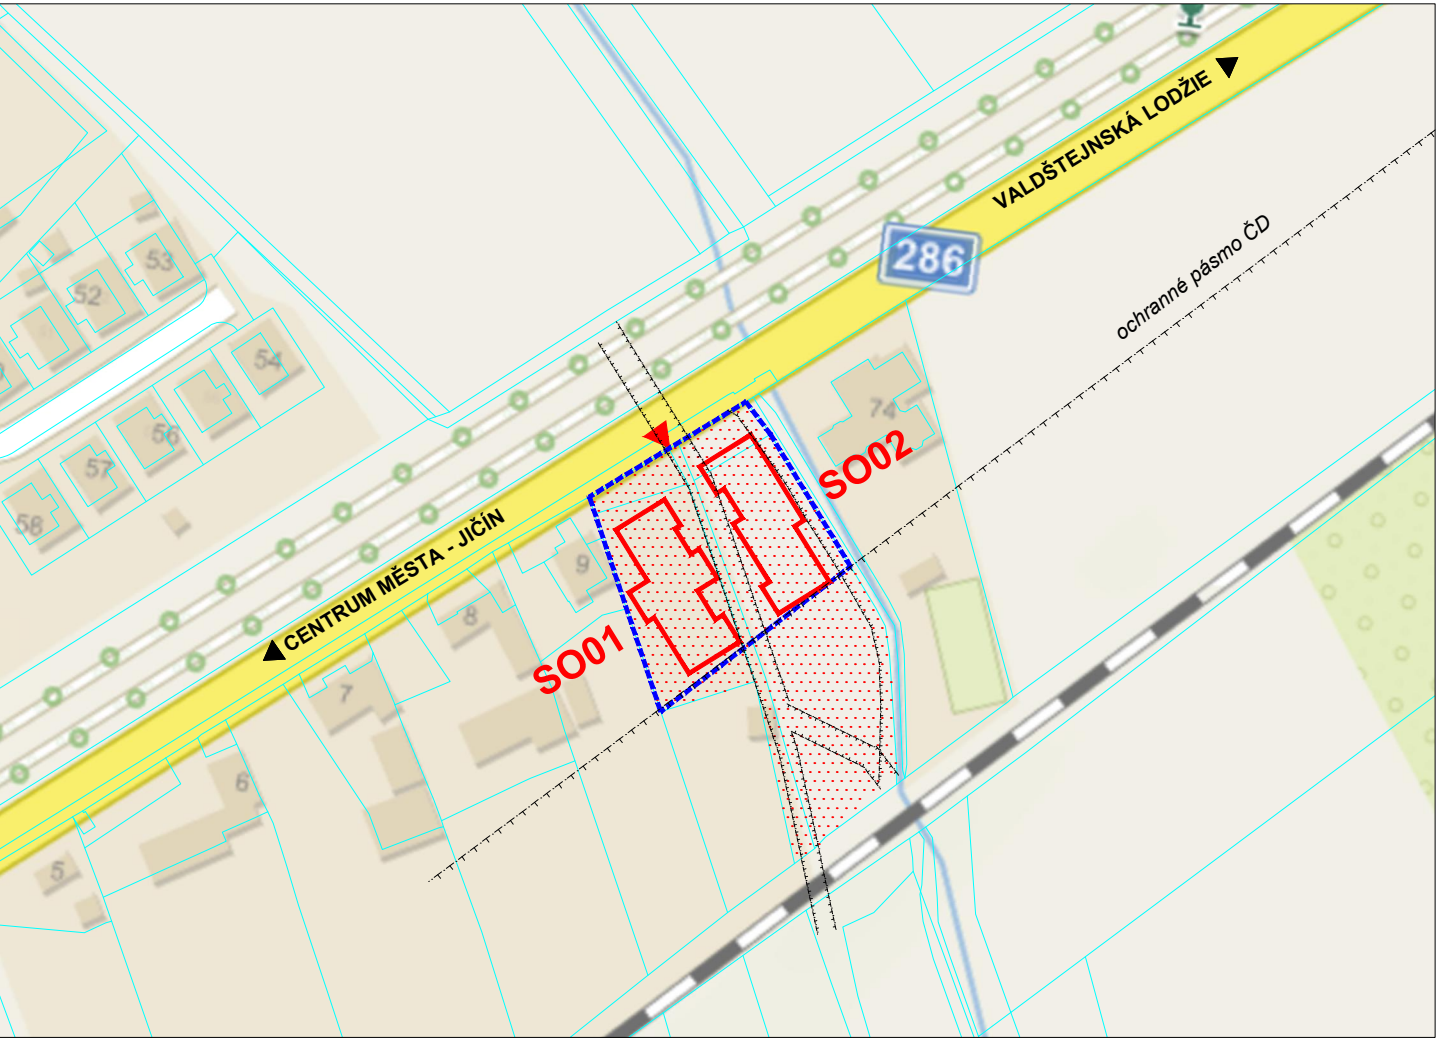 VALDŠTEJNSKÁ LODŽIE
286
ochranné pásmo ČD
53
52
54
56
57
58
74
SO02
CENTRUM MĚSTA - JIČÍN
9
8
SO01
7
6
5